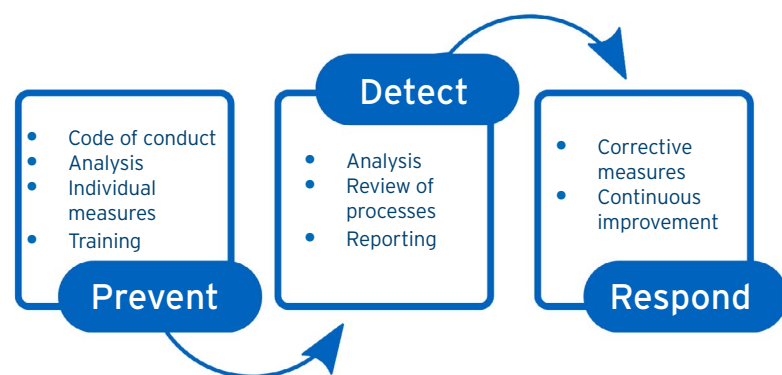 Code of conduct
Analysis
Individual
measures
Training
Prevent
Detect
Analysis
Review of
processes
Reporting
Corrective
measures
Continuous
improvement
Respond